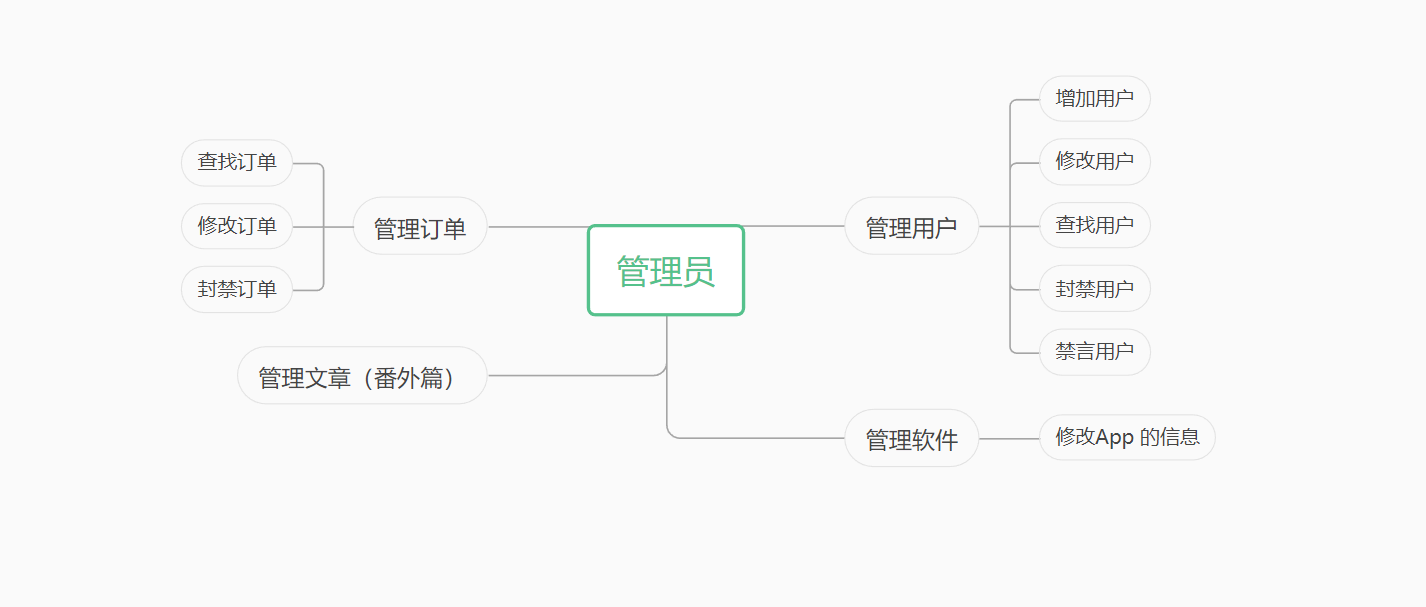 管理员
管理订单
查找订单
修改订单
封禁订单
管理文章（番外篇）
管理用户
增加用户
修改用户
查找用户
封禁用户
禁言用户
管理软件
修改App 的信息